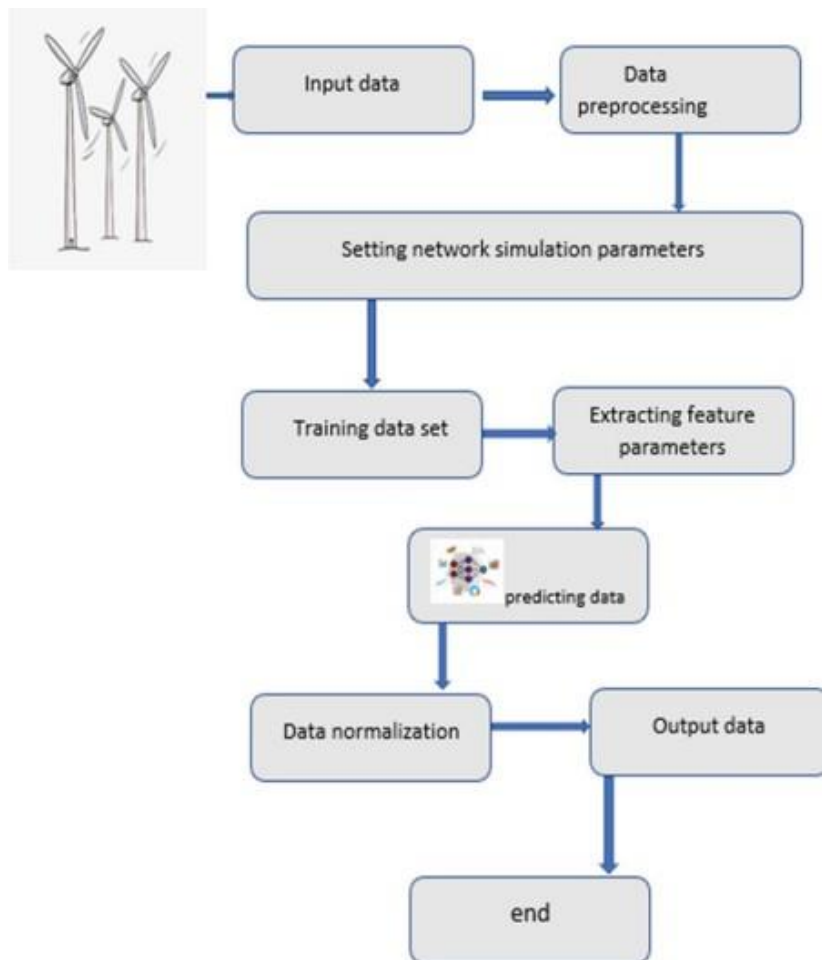 Input data
Data
preprocessing
Setting network simulation parameters
Training data set
Extracting feature
parameters
predicting data
Data normalization
Output data
end